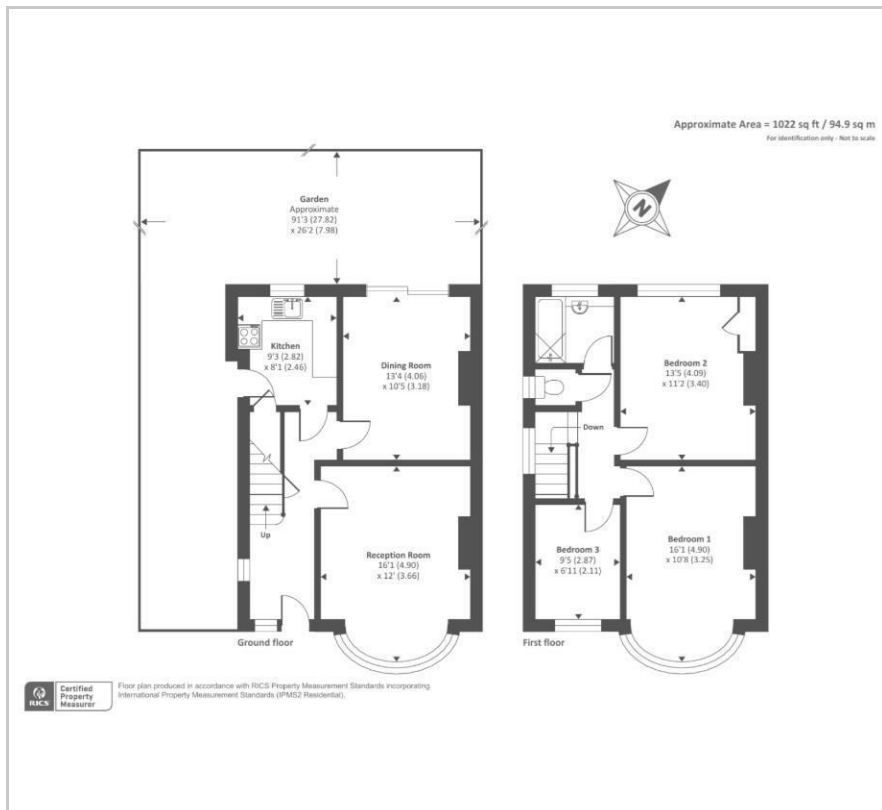 Approximate Area = 1022 sq ft / 94.9 sq m
For identification only - Not to scale
Garden
Approximate
91'3 (27.82)
x 26'2 (7.98)
N
Kitchen
9'3 (2.82)
x 8'1 (2.46)
Dining Room
13'4 (4.06)
x 10'5 (3.18)
Up
Reception Room
16'1 (4.90)
x 12' (3.66)
Ground floor
Bedroom 2
13'5 (4.09)
x 11'2 (3.40)
Down
Bedroom 3
9'5 (2.87)
x 6'11 (2.11)
Bedroom 1
16'1 (4.90)
x 10'8 (3.25)
First floor
RICS
Certified
Property
Measurer
Floor plan produced in accordance with RICS Property Measurement Standards incorporating
International Property Measurement Standards (IPMS2 Residential).